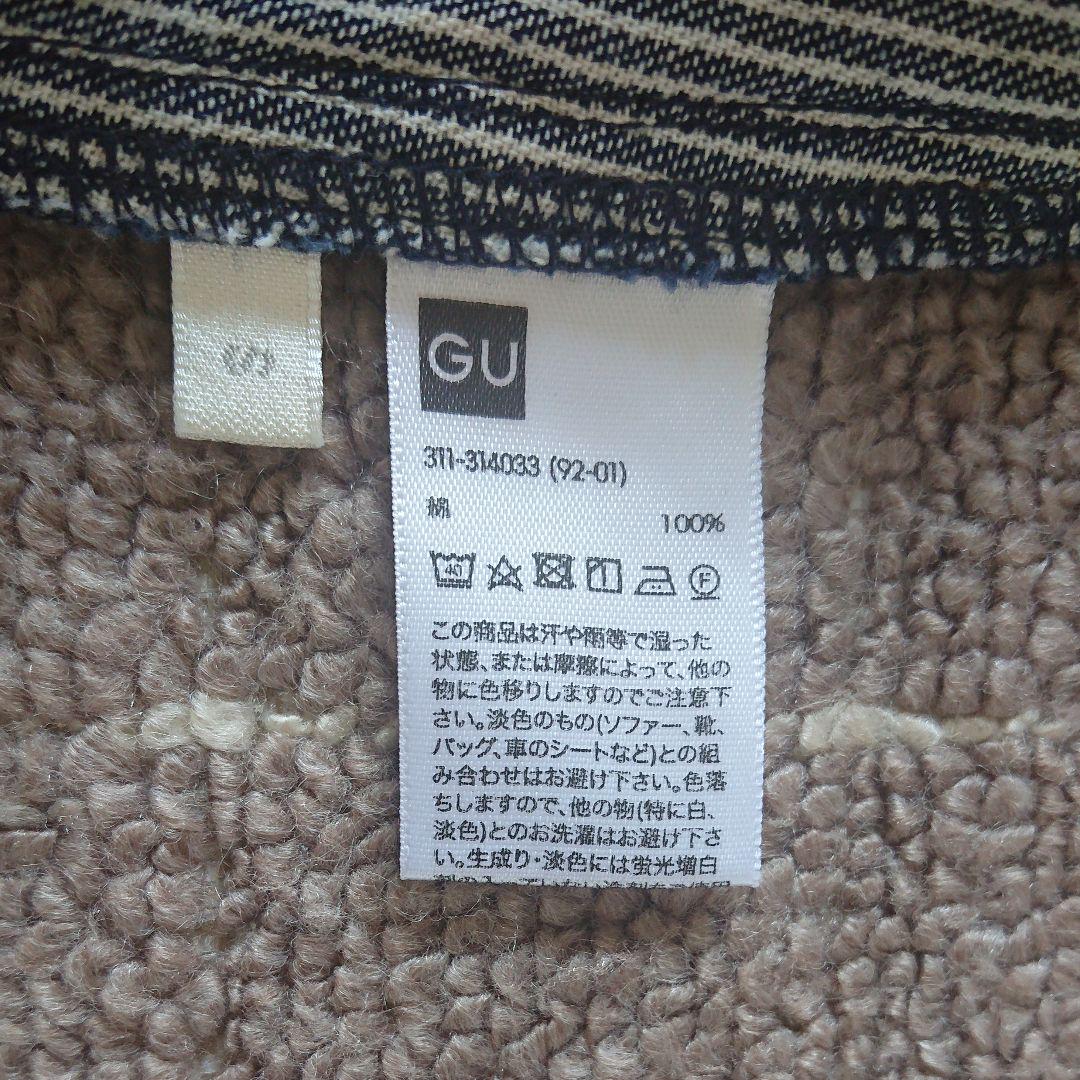 GU
311-314033 (92-01)
綿 100%
40
F
この商品は汗や雨等で湿った
状態、または摩擦によって、他の
物に色移りしますのでご注意下
さい。淡色のもの(ソファー、靴、
バッグ、車のシートなど)との組
み合わせはお避け下さい。色落
ちしますので、他の物(特に白、
淡色)とのお洗濯はお避け下さ
い。生成り・淡色には蛍光増白